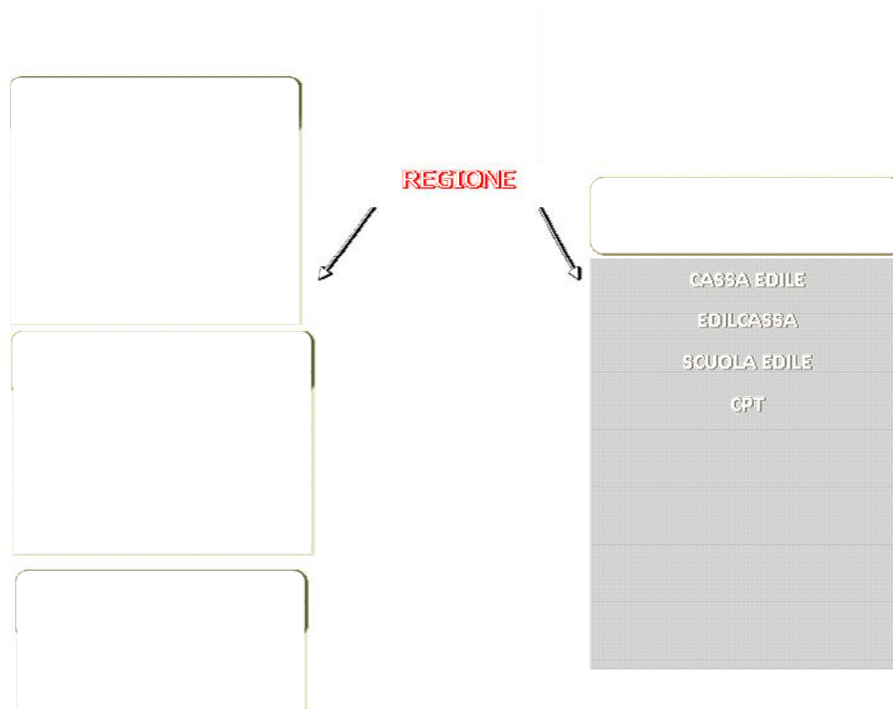 REGIONE
CASSA EDILE
EDILCASSA
SCUOLA EDILE
CPT